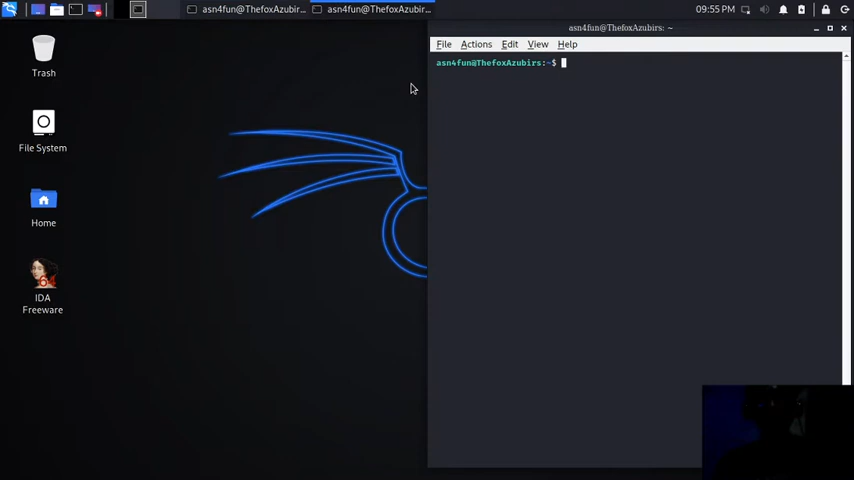 asn4fun@ThefoxAzubirs...
asn4fun@ThefoxAzubir...
09:55 PM
asn4fun@ThefoxAzubirs: ~
File Actions Edit View Help
asn4fun@ThefoxAzubirs:~$
Trash
File System
Home
IDA
Freeware